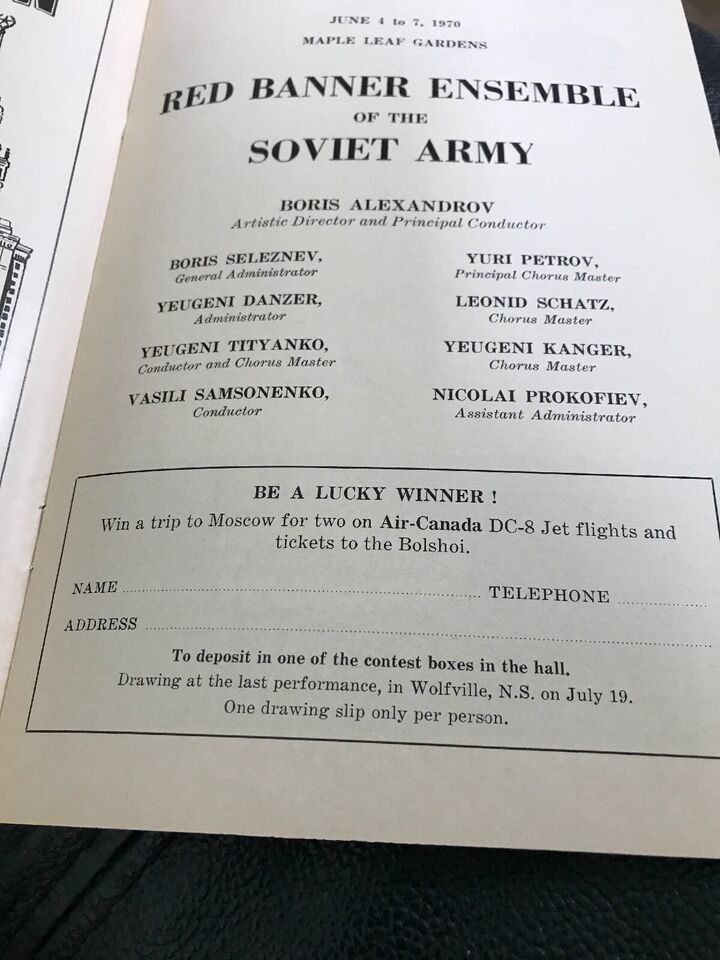 JUNE 4 to 7, 1970
MAPLE LEAF GARDENS
RED BANNER ENSEMBLE
OF THE
SOVIET ARMY
BORIS ALEXANDROV
Artistic Director and Principal Conductor
BORIS SELEZNEV,
General Administrator
YEUGENI DANZER,
Administrator
YEUGENI TITYANKO,
Conductor and Chorus Master
VASILI SAMSONENKO,
Conductor
YURI PETROV,
Principal Chorus Master
LEONID SCHATZ,
Chorus Master
YEUGENI KANGER,
Chorus Master
NICOLAI PROKOFIEV,
Assistant Administrator
BE A LUCKY WINNER !
Win a trip to Moscow for two on Air-Canada DC-8 Jet flights and
tickets to the Bolshoi.
NAME ........................ TELEPHONE ............
ADDRESS ........................
To deposit in one of the contest boxes in the hall.
Drawing at the last performance, in Wolfville, N.S. on July 19.
One drawing slip only per person.